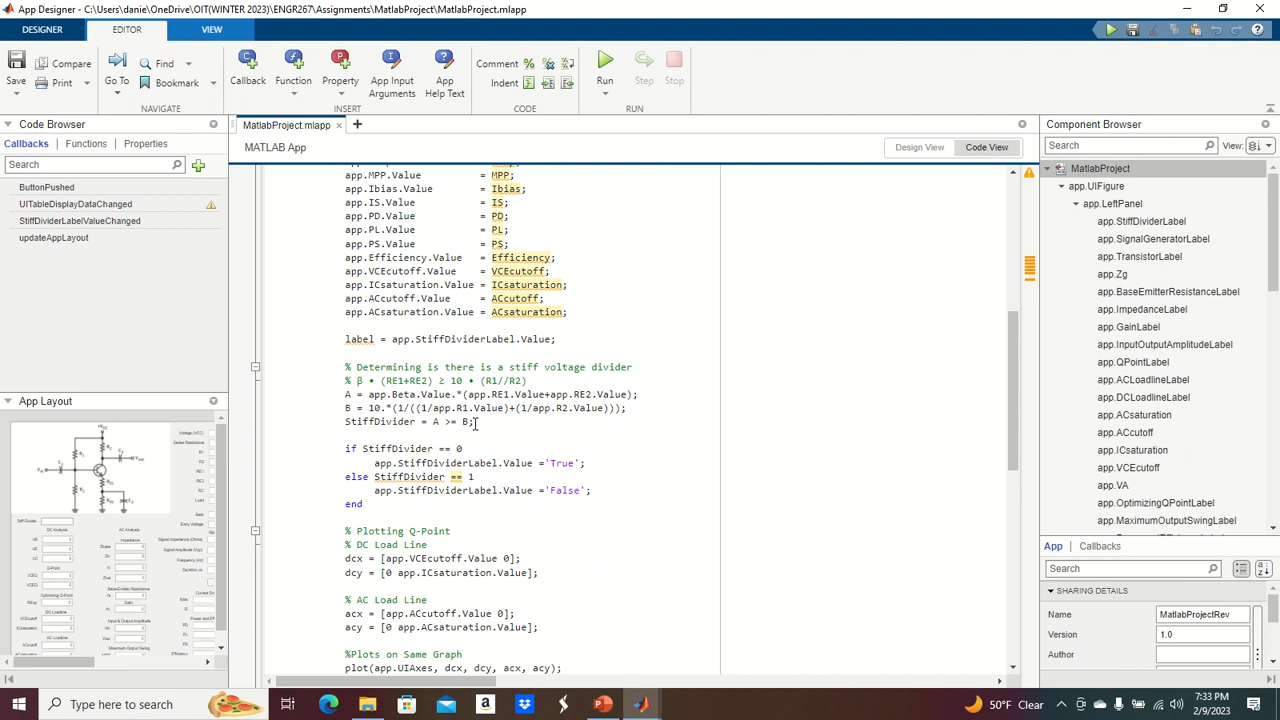 App Designer - C:\Users\danie\OneDrive\OIT(WINTER 2023)\ENGR267\Assignments\MatlabProject\MatlabProject.mlapp
DESIGNER EDITOR VIEW
Save
Compare
Print
Go To
Find
Bookmark
NAVIGATE
Callback
Function
Property
App Input Arguments
App Help Text
INSERT
Comment
Indent
CODE
Run
Step
Stop
RUN
Code Browser
Callbacks Functions Properties
Search
ButtonPushed
UITableDisplayDataChanged
StiffDividerLabelValueChanged
updateAppLayout
App Layout
Stiff Divider
DC Analysis
AC Analysis
MatlabProject.mlapp
MATLAB App
Design View Code View
app.MPP.Value = MPP;
app.Ibias.Value = Ibias;
app.IS.Value = IS;
app.PD.Value = PD;
app.PL.Value = PL;
app.PS.Value = PS;
app.Efficiency.Value = Efficiency;
app.VCEcutoff.Value = VCEcutoff;
app.ICsaturation.Value = ICsaturation;
app.ACcutoff.Value = ACcutoff;
app.ACsaturation.Value = ACsaturation;
label = app.StiffDividerLabel.Value;
% Determining is there is a stiff voltage divider
% β • (RE1+RE2) ≥ 10 • (R1//R2)
A = app.Beta.Value.*(app.RE1.Value+app.RE2.Value);
B = 10.*(1/((1/app.R1.Value)+(1/app.R2.Value)));
StiffDivider = A >= B;
if StiffDivider == 0
app.StiffDividerLabel.Value ='True';
else StiffDivider == 1
app.StiffDividerLabel.Value ='False';
end
% Plotting Q-Point
% DC Load Line
dcx = [app.VCEcutoff.Value 0];
dcy = [0 app.ICsaturation.Value];
% AC Load Line
acx = [app.ACcutoff.Value 0];
acy = [0 app.ACsaturation.Value];
%Plots on Same Graph
plot(app.UIAxes, dcx, dcy, acx, acy);
Component Browser
Search
View:
MatlabProject
app.UIFigure
app.LeftPanel
app.StiffDividerLabel
app.SignalGeneratorLabel
app.TransistorLabel
app.Zg
app.BaseEmitterResistanceLabel
app.ImpedanceLabel
app.GainLabel
app.InputOutputAmplitudeLabel
app.QPointLabel
app.ACLoadlineLabel
app.DCLoadlineLabel
app.ACsaturation
app.ACcutoff
app.ICsaturation
app.VCEcutoff
app.VA
app.OptimizingQPointLabel
app.MaximumOutputSwingLabel
App Callbacks
Search
SHARING DETAILS
Name MatlabProjectRev
Version 1.0
Author
Type here to search
50°F Clear
7:33 PM
2/9/2023